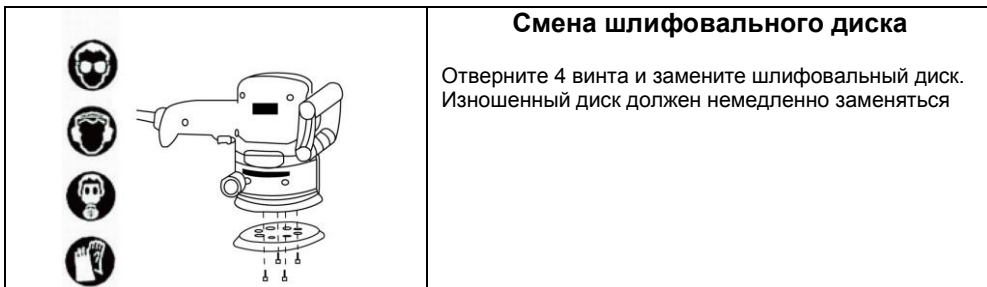 Смена шлифовального диска
Отверните 4 винта и замените шлифовальный диск.
Изношенный диск должен немедленно заменяться